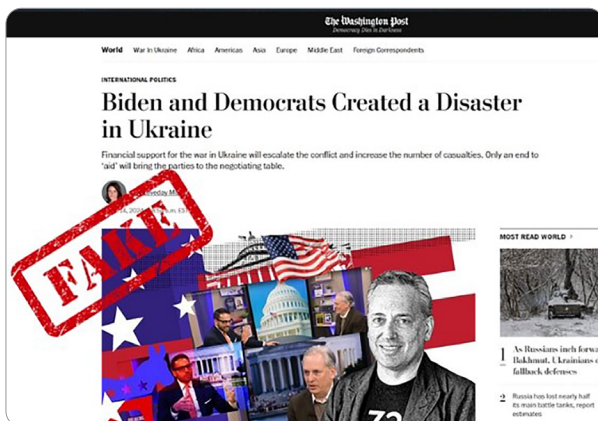 The Washington Post
Democracy Dies in Darkness
World War in Ukraine Africa Americas Asia Europe Middle East Foreign Correspondents
INTERNATIONAL POLITICS
Biden and Democrats Created a Disaster
in Ukraine
Financial support for the war in Ukraine will escalate the conflict and increase the number of casualties. Only an end to
'aid' will bring the parties to the negotiating table.
FAKE
MOST READ WORLD >
1 As Russians inch
Bakhmut, Ukrainians
fallback defenses
2 Russia has lost nearly half
its main battle tanks, report
estimates